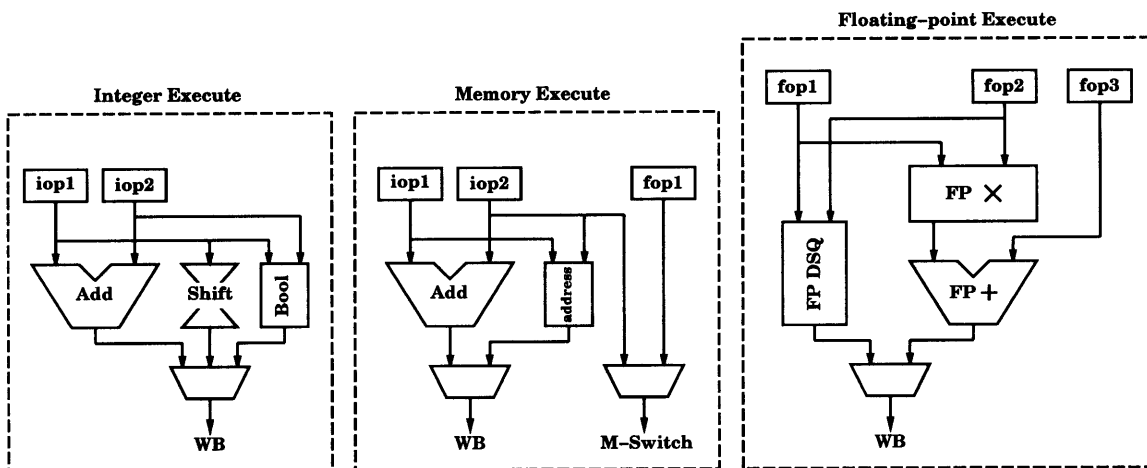 Floating-point Execute
Integer Execute
Memory Execute
fop1
fop2
fop3
iop1
iop2
iop1
iop2
fop1
FP ×
FP DSQ
FP +
Add
Shift
Bool
Add
address
WB
WB
M-Switch
WB